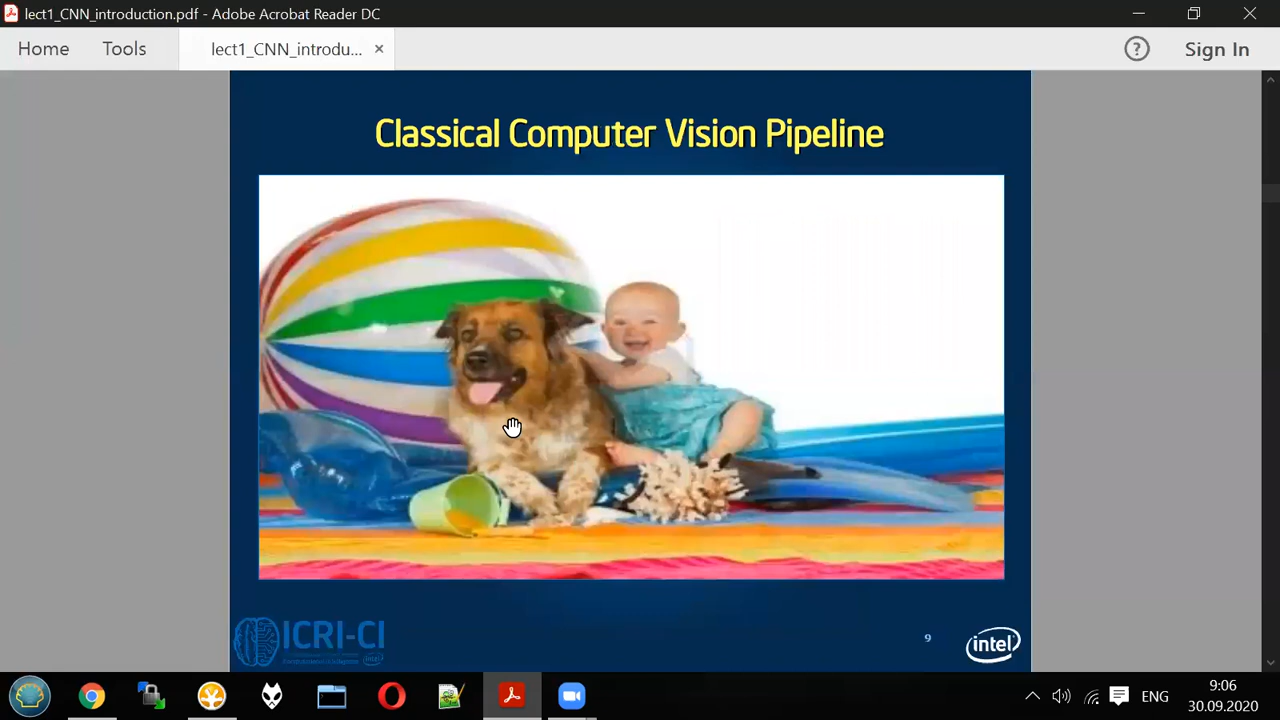 lect1_CNN_introduction.pdf - Adobe Acrobat Reader DC
Home
Tools
lect1_CNN_introdu...
Sign In
Classical Computer Vision Pipeline
ICRI-CI
9
intel
ENG
9:06
30.09.2020